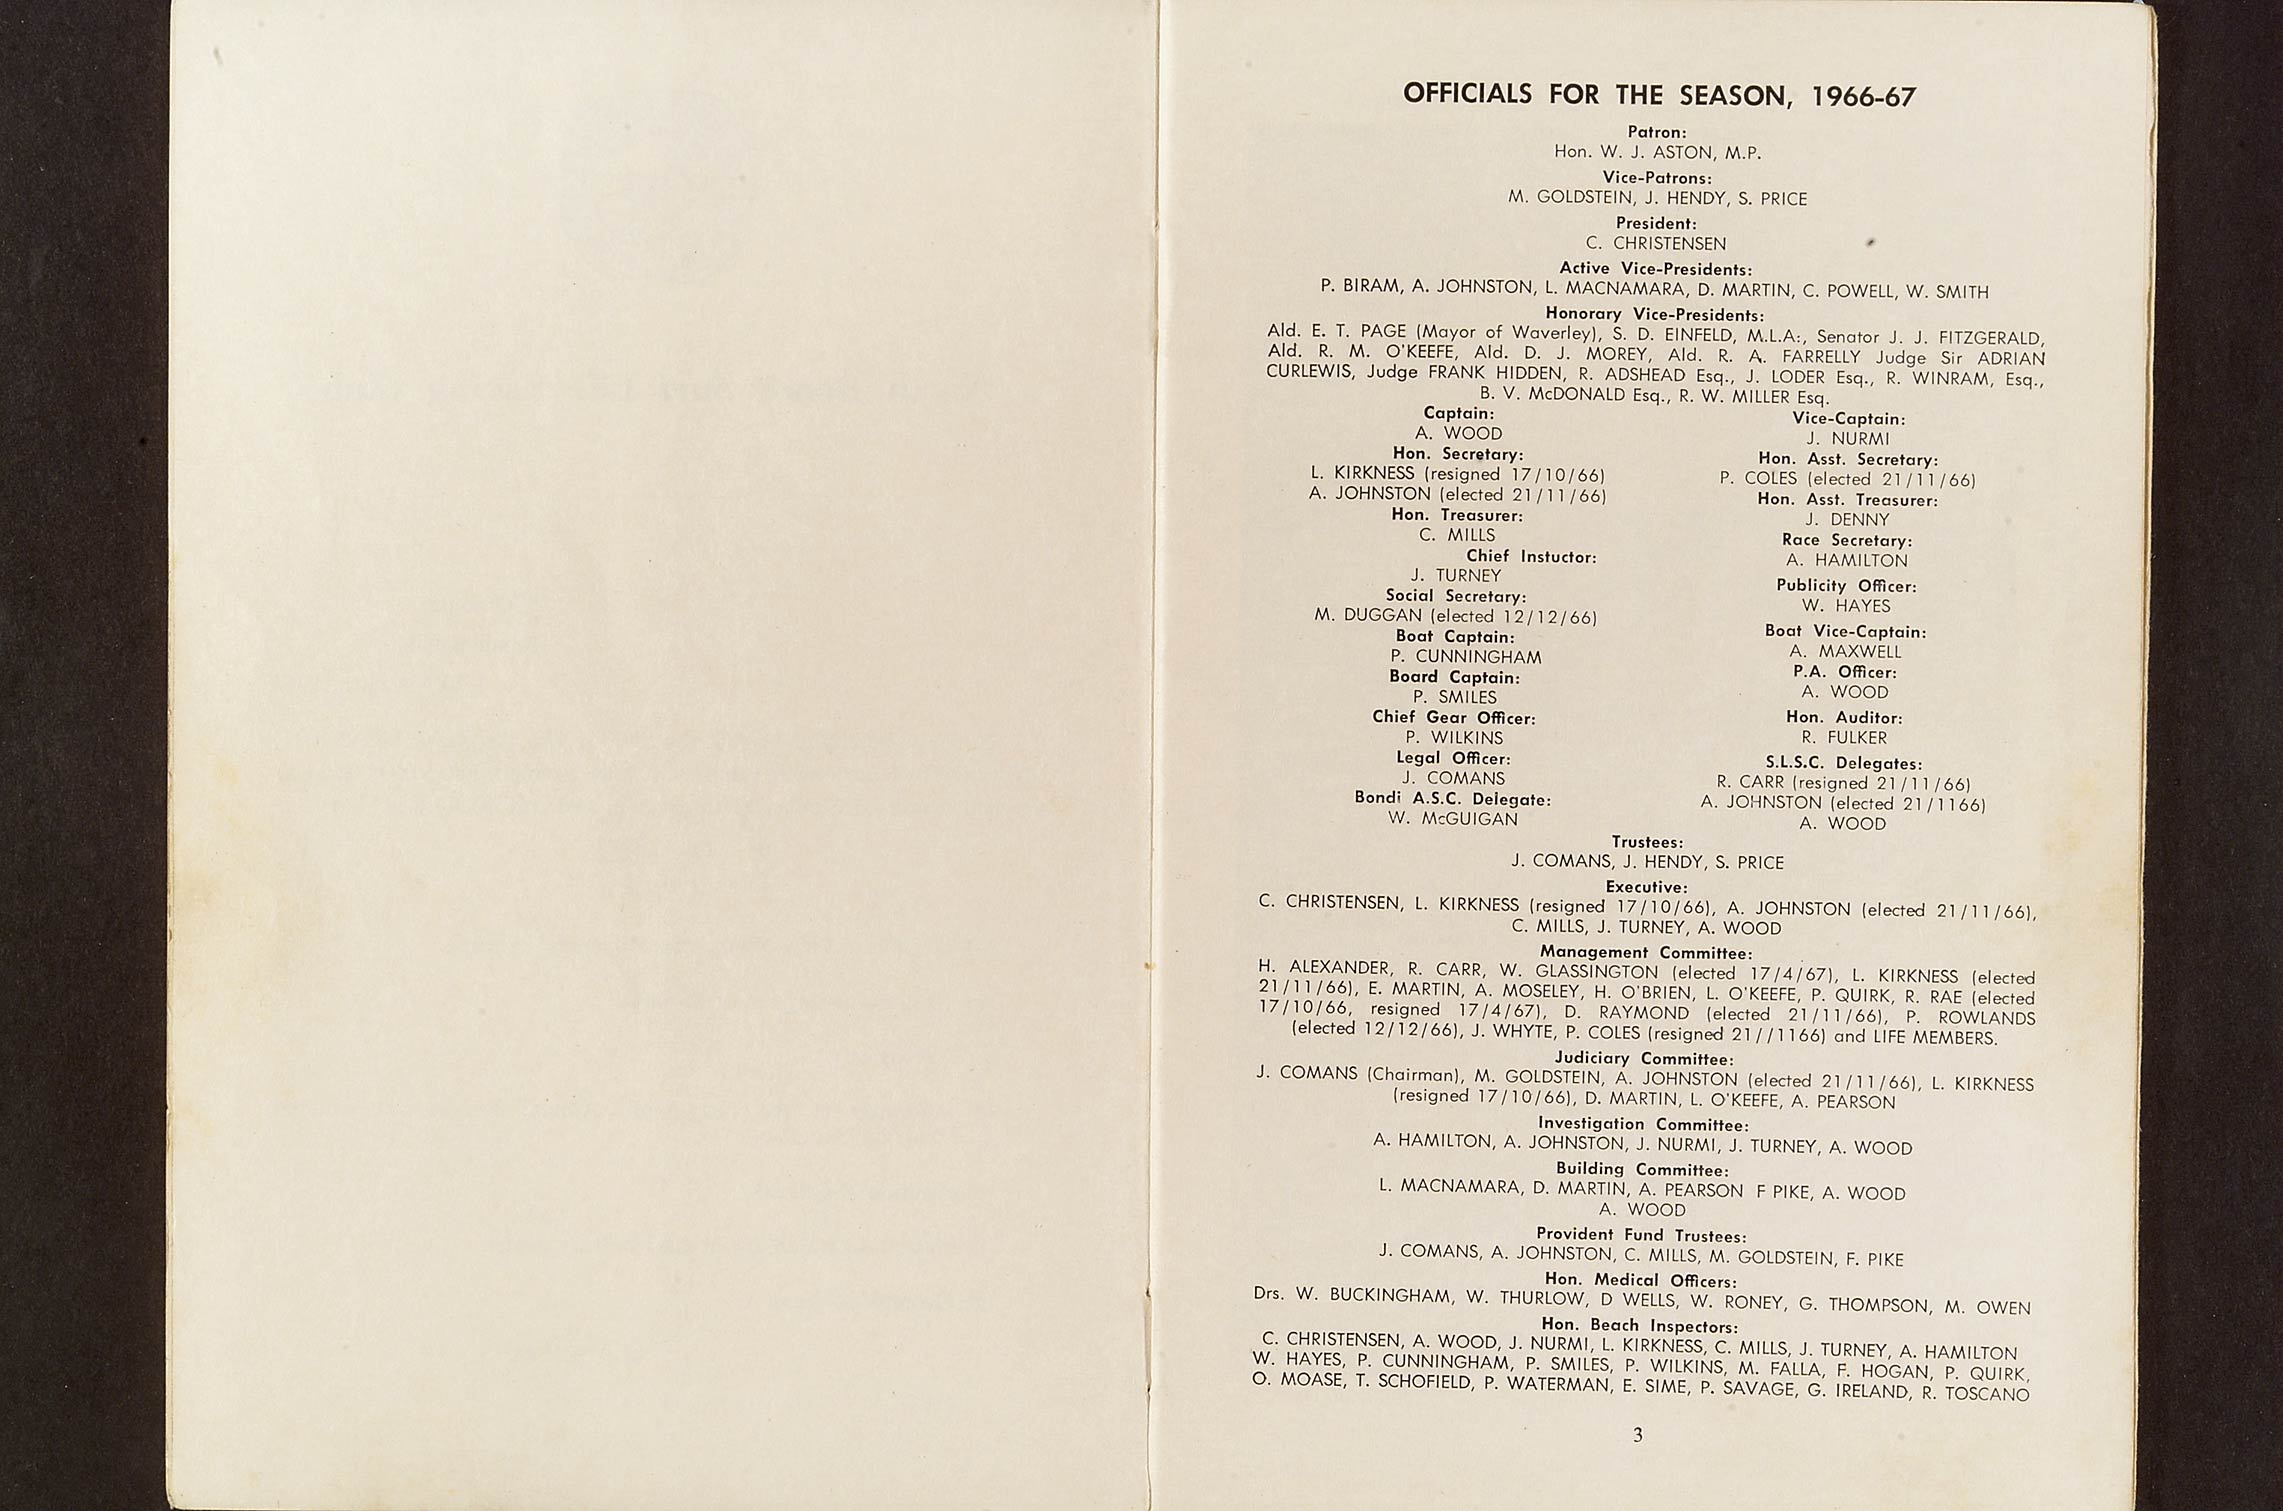 OFFICIALS FOR THE SEASON, 1966-67
Patron:
Hon. W. J. ASTON, M.P.
Vice-Patrons:
M. GOLDSTEIN, J. HENDY, S. PRICE
President:
C. CHRISTENSEN
Active Vice-Presidents:
P. BIRAM, A. JOHNSTON, L. MACNAMARA, D. MARTIN, C. POWELL, W. SMITH
Honorary Vice-Presidents:
Ald. E. T. PAGE (Mayor of Waverley), S. D. EINFELD, M.L.A:, Senator J. J. FITZGERALD,
Ald. R. M. O'KEEFE, Ald. D. J. MOREY, Ald. R. A. FARRELLY Judge Sir ADRIAN
CURLEWIS, Judge FRANK HIDDEN, R. ADSHEAD Esq., J. LODER Esq., R. WINRAM, Esq.,
B. V. McDONALD Esq., R. W. MILLER Esq.
Captain:
A. WOOD
Hon. Secretary:
L. KIRKNESS (resigned 17/10/66)
A. JOHNSTON (elected 21/11/66)
Hon. Treasurer:
C. MILLS
Chief Instuctor:
J. TURNEY
Social Secretary:
M. DUGGAN (elected 12/12/66)
Boat Captain:
P. CUNNINGHAM
Board Captain:
P. SMILES
Chief Gear Officer:
P. WILKINS
Legal Officer:
J. COMANS
Bondi A.S.C. Delegate:
W. McGUIGAN
Vice-Captain:
J. NURMI
Hon. Asst. Secretary:
P. COLES (elected 21/11/66)
Hon. Asst. Treasurer:
J. DENNY
Race Secretary:
A. HAMILTON
Publicity Officer:
W. HAYES
Boat Vice-Captain:
A. MAXWELL
P.A. Officer:
A. WOOD
Hon. Auditor:
R. FULKER
S.L.S.C. Delegates:
R. CARR (resigned 21/11/66)
A. JOHNSTON (elected 21/1166)
A. WOOD
Trustees:
J. COMANS, J. HENDY, S. PRICE
Executive:
C. CHRISTENSEN, L. KIRKNESS (resigned 17/10/66), A. JOHNSTON (elected 21/11/66),
C. MILLS, J. TURNEY, A. WOOD
Management Committee:
H. ALEXANDER, R. CARR, W. GLASSINGTON (elected 17/4/67), L. KIRKNESS (elected
21/11/66), E. MARTIN, A. MOSELEY, H. O'BRIEN, L. O'KEEFE, P. QUIRK, R. RAE (elected
17/10/66, resigned 17/4/67), D. RAYMOND (elected 21/11/66), P. ROWLANDS
(elected 12/12/66), J. WHYTE, P. COLES (resigned 21//1166) and LIFE MEMBERS.
Judiciary Committee:
J. COMANS (Chairman), M. GOLDSTEIN, A. JOHNSTON (elected 21/11/66), L. KIRKNESS
(resigned 17/10/66), D. MARTIN, L. O'KEEFE, A. PEARSON
Investigation Committee:
A. HAMILTON, A. JOHNSTON, J. NURMI, J. TURNEY, A. WOOD
Building Committee:
L. MACNAMARA, D. MARTIN, A. PEARSON F PIKE, A. WOOD
A. WOOD
Provident Fund Trustees:
J. COMANS, A. JOHNSTON, C. MILLS, M. GOLDSTEIN, F. PIKE
Hon. Medical Officers:
Drs. W. BUCKINGHAM, W. THURLOW, D WELLS, W. RONEY, G. THOMPSON, M. OWEN
Hon. Beach Inspectors:
C. CHRISTENSEN, A. WOOD, J. NURMI, L. KIRKNESS, C. MILLS, J. TURNEY, A. HAMILTON
W. HAYES, P. CUNNINGHAM, P. SMILES, P. WILKINS, M. FALLA, F. HOGAN, P. QUIRK,
O. MOASE, T. SCHOFIELD, P. WATERMAN, E. SIME, P. SAVAGE, G. IRELAND, R. TOSCANO
3